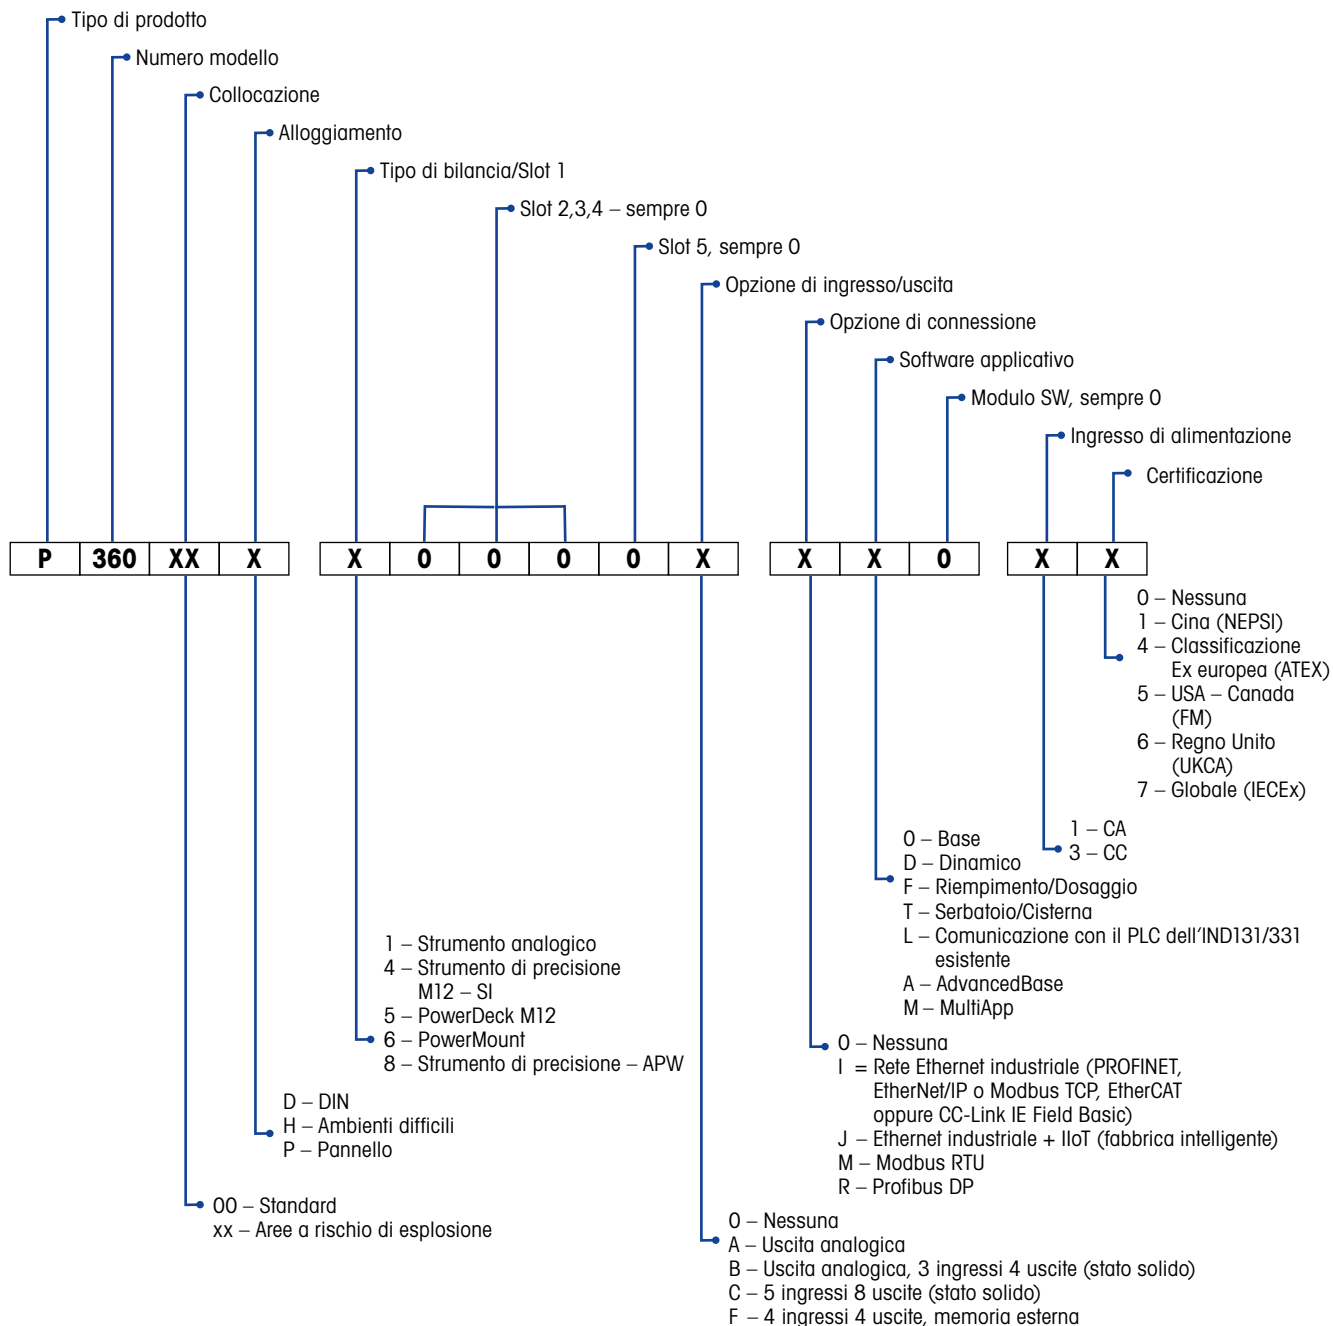 Tipo di prodotto
Numero modello
Collocazione
Alloggiamento
Tipo di bilancia/Slot 1
Slot 2,3,4 – sempre 0
Slot 5, sempre 0
Opzione di ingresso/uscita
Opzione di connessione
Software applicativo
Modulo SW, sempre 0
Ingresso di alimentazione
Certificazione
P 360 XX X X 0 0 0 0 X X X 0 X X
0 – Nessuna
1 – Cina (NEPSI)
4 – Classificazione
Ex europea (ATEX)
5 – USA – Canada
(FM)
6 – Regno Unito
(UKCA)
7 – Globale (IECEx)
1 – CA
3 – CC
0 – Base
D – Dinamico
F – Riempimento/Dosaggio
T – Serbatoio/Cisterna
L – Comunicazione con il PLC dell'IND131/331
esistente
A – AdvancedBase
M – MultiApp
1 – Strumento analogico
4 – Strumento di precisione
M12 – SI
5 – PowerDeck M12
6 – PowerMount
8 – Strumento di precisione – APW
0 – Nessuna
I = Rete Ethernet industriale (PROFINET,
EtherNet/IP o Modbus TCP, EtherCAT
oppure CC-Link IE Field Basic)
J – Ethernet industriale + IIoT (fabbrica intelligente)
M – Modbus RTU
R – Profibus DP
D – DIN
H – Ambienti difficili
P – Pannello
00 – Standard
xx – Aree a rischio di esplosione
0 – Nessuna
A – Uscita analogica
B – Uscita analogica, 3 ingressi 4 uscite (stato solido)
C – 5 ingressi 8 uscite (stato solido)
F – 4 ingressi 4 uscite, memoria esterna